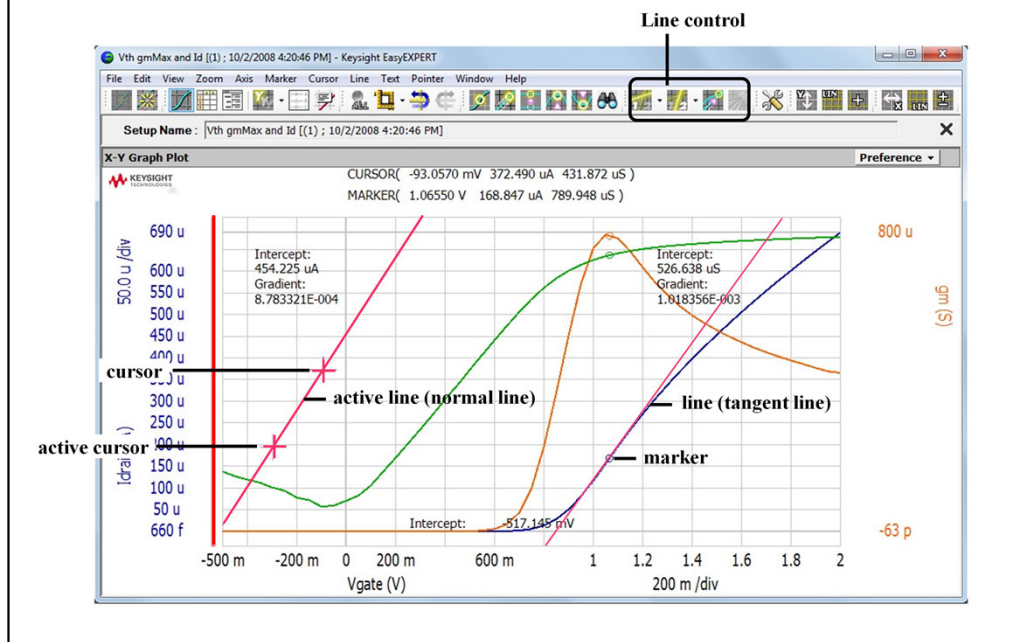 Line control
Vth gmMax and Id [(1) ; 10/2/2008 4:20:46 PM] - Keysight EasyEXPERT
File Edit View Zoom Axis Marker Cursor Line Text Pointer Window Help
Setup Name : Vth gmMax and Id [(1) ; 10/2/2008 4:20:46 PM]
X-Y Graph Plot
Preference
KEYSIGHT
TECHNOLOGIES
CURSOR( -93.0570 mV 372.490 uA 431.872 uS )
MARKER( 1.06550 V 168.847 uA 789.948 uS )
50.0 u /div
690 u
600 u
550 u
500 u
450 u
300 u
250 u
150 u
100 u
50 u
660 f
Intercept:
454.225 uA
Gradient:
8.783321E-004
Intercept:
526.638 uS
Gradient:
1.018356E-003
800 u
gm (S)
-63 p
cursor
active line (normal line)
line (tangent line)
active cursor
marker
Intercept: -517.145 mV
-500 m -200 m 0 200 m 600 m 1 1.2 1.4 1.6 1.8 2
Vgate (V)
200 m /div